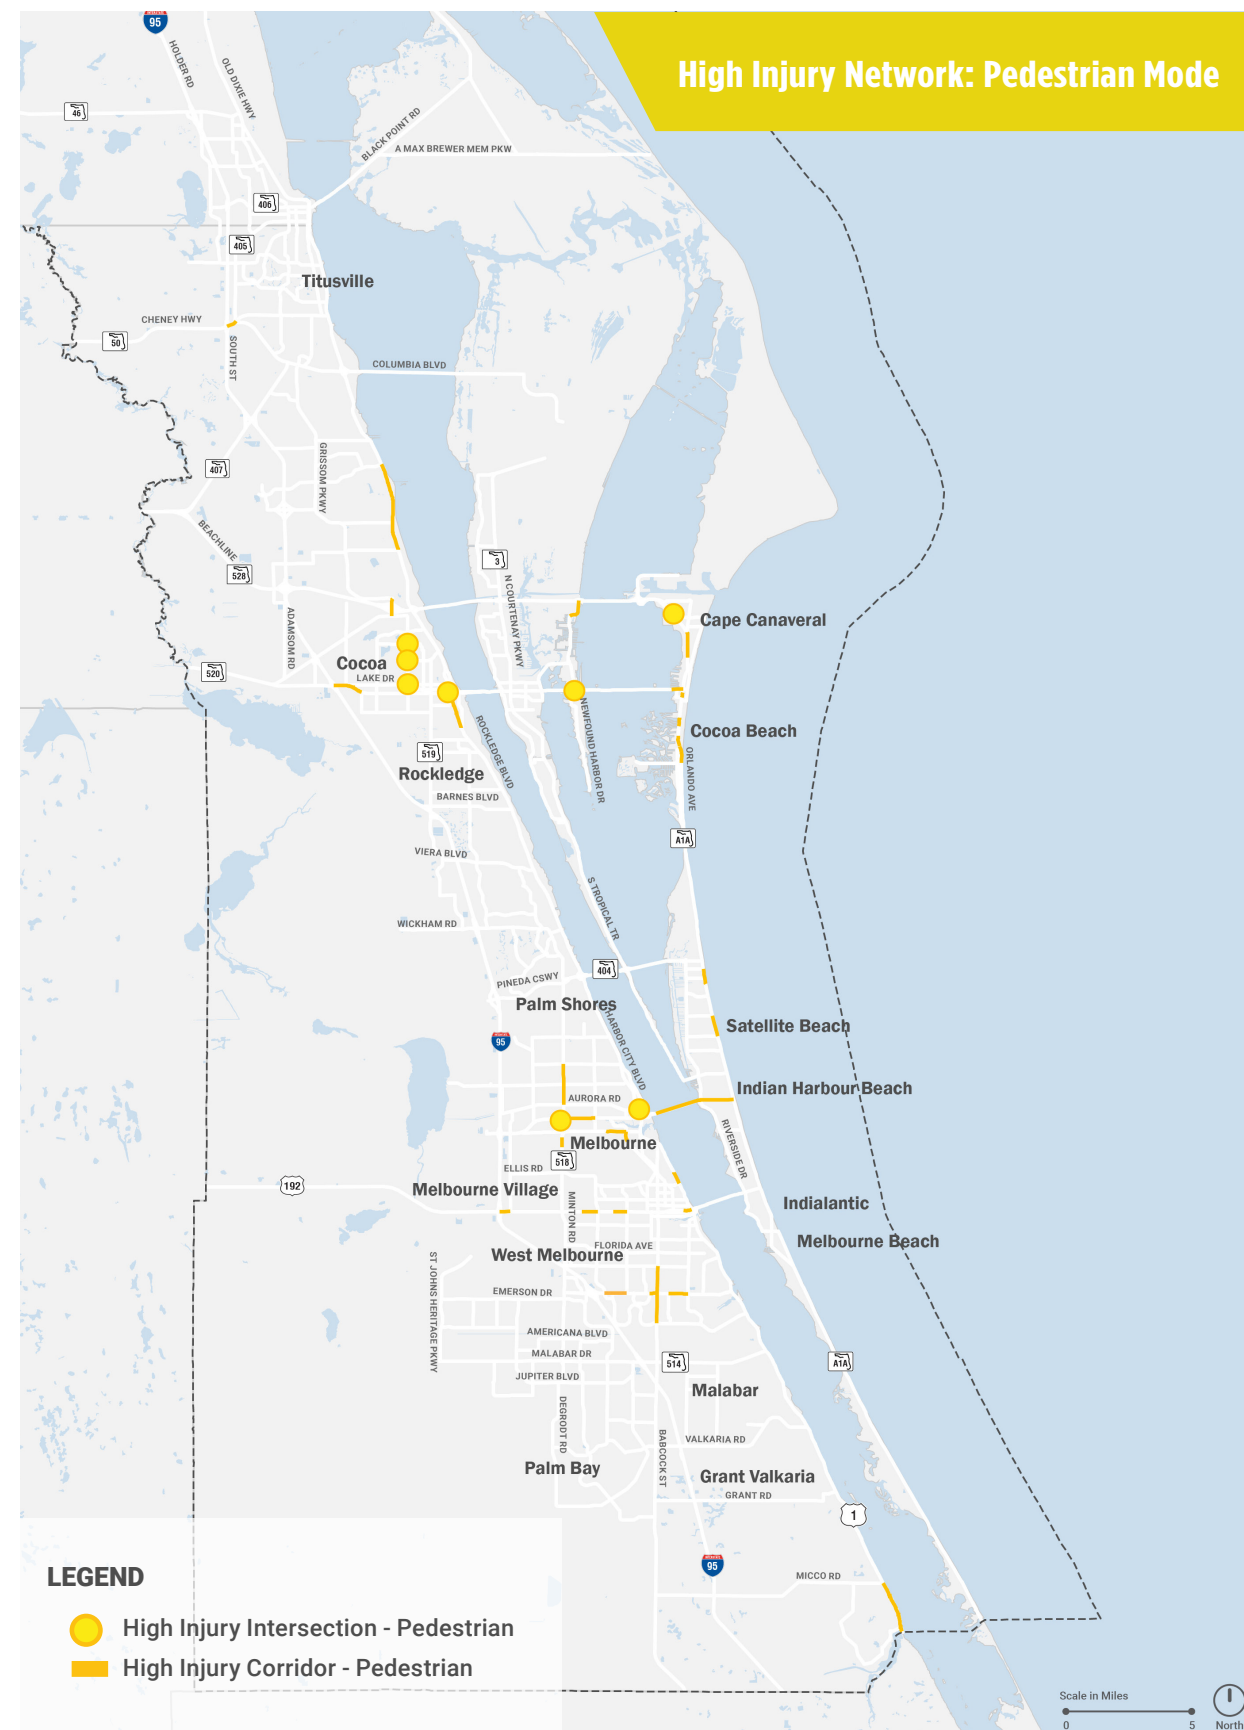 High Injury Network: Pedestrian Mode
95
HOLDER RD
OLD DIXIE HWY
46
BLACK POINT RD
A MAX BREWER MEM PKW
406
405
Titusville
CHENEY HWY
50
SOUTH ST
COLUMBIA BLVD
GRISSOM PKWY
407
BEACHLINE
528
3
N COURTENAY PKWY
ADAMSOM RD
Cape Canaveral
Cocoa
LAKE DR
520
NEWFOUND HARBOR DR
ROCKLEDGE BLVD
Cocoa Beach
519
ORLANDO AVE
Rockledge
BARNES BLVD
A1A
VIERA BLVD
S TROPICAL TR
WICKHAM RD
404
PINEDA CSWY
Palm Shores
HARBOR CITY BLVD
Satellite Beach
95
Indian Harbour Beach
AURORA RD
RIVERSIDE DR
Melbourne
518
ELLIS RD
192
Melbourne Village
MINTON RD
Indialantic
Melbourne Beach
FLORIDA AVE
West Melbourne
ST JOHNS HERITAGE PKWY
EMERSON DR
AMERICANA BLVD
MALABAR DR
514
A1A
JUPITER BLVD
Malabar
DEGRODT RD
BABCOCK ST
VALKARIA RD
Palm Bay
Grant Valkaria
GRANT RD
1
95
MICCO RD
LEGEND
High Injury Intersection - Pedestrian
High Injury Corridor - Pedestrian
Scale in Miles
0 5
North